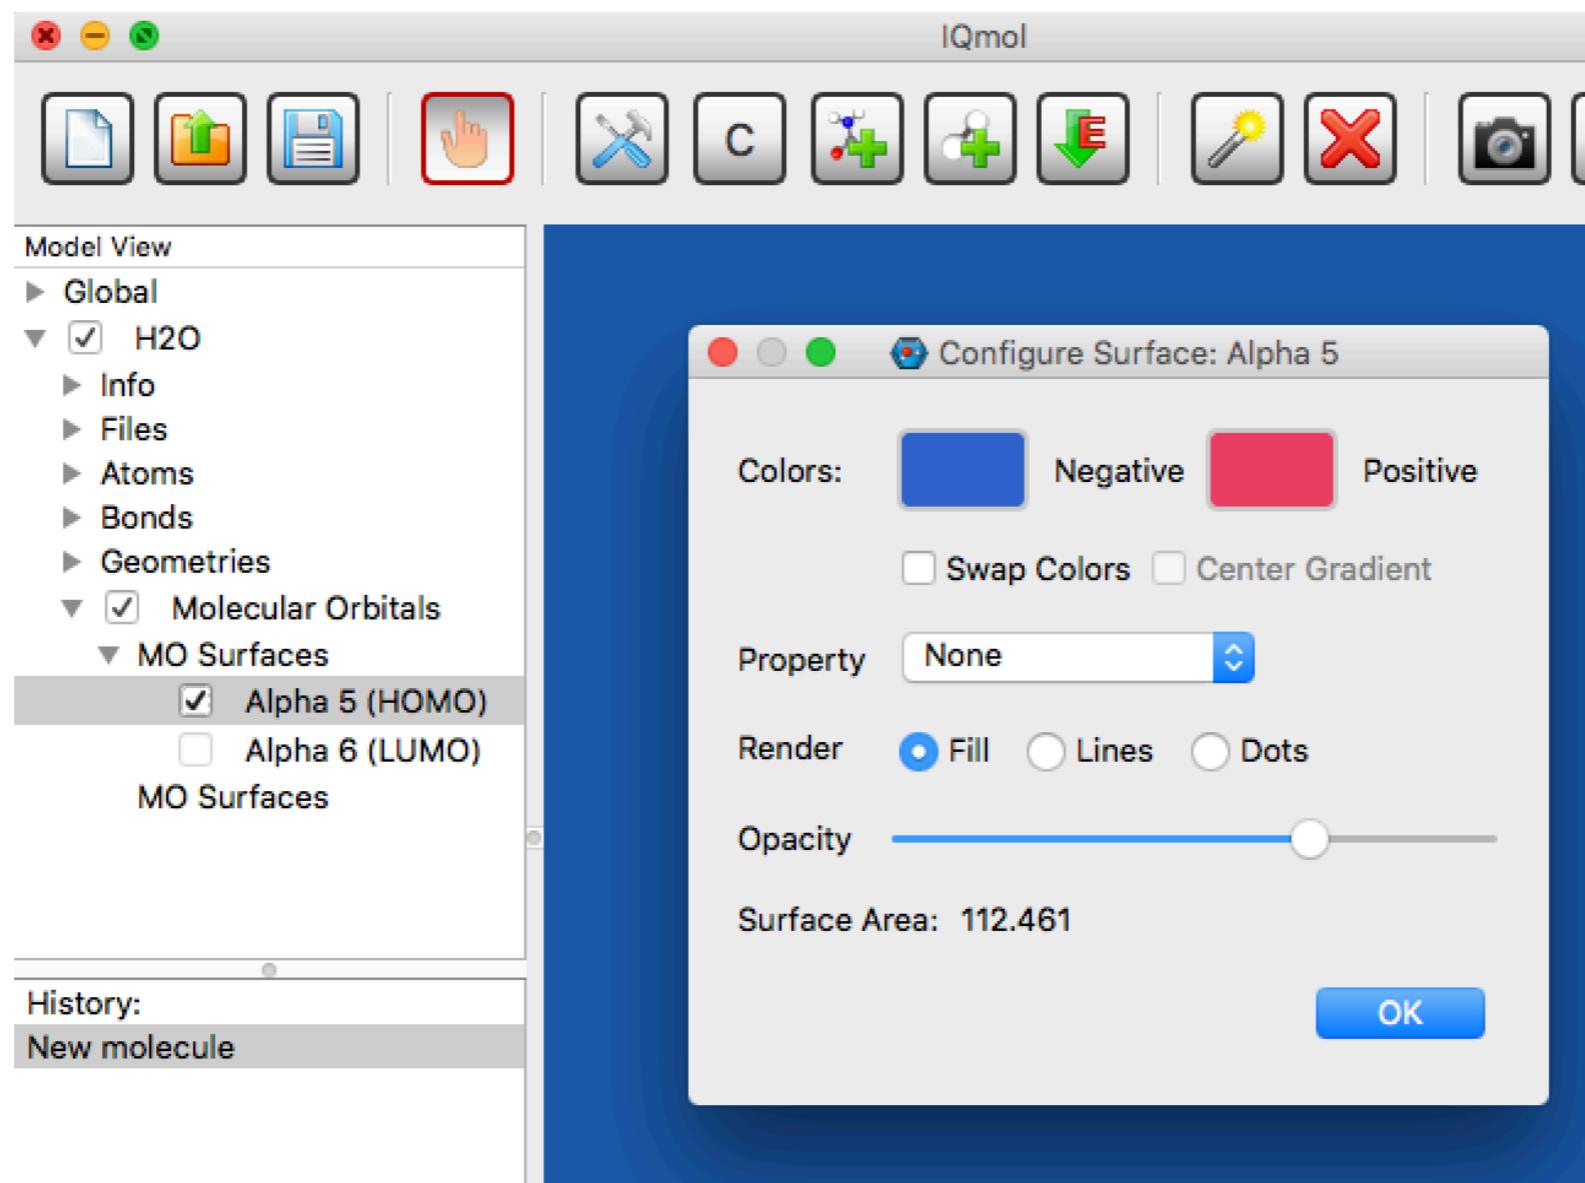 IQmol
C
E
Model View
Global
H2O
Info
Files
Atoms
Bonds
Geometries
Molecular Orbitals
MO Surfaces
Alpha 5 (HOMO)
Alpha 6 (LUMO)
MO Surfaces
History:
New molecule
Configure Surface: Alpha 5
Colors: Negative Positive
Swap Colors Center Gradient
Property None
Render Fill Lines Dots
Opacity
Surface Area: 112.461
OK